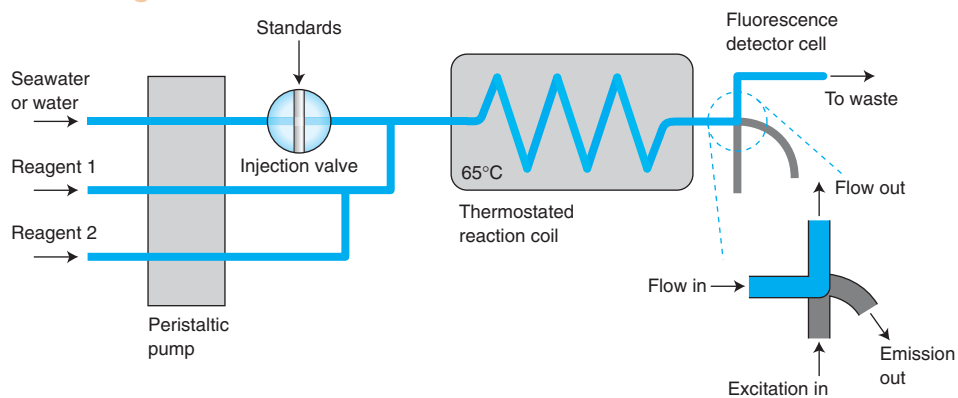 Standards
Fluorescence
detector cell
Seawater
or water
To waste
Injection valve
Reagent 1
65°C
Reagent 2
Thermostated
reaction coil
Flow out
Flow in
Peristaltic
pump
Emission
out
Excitation in